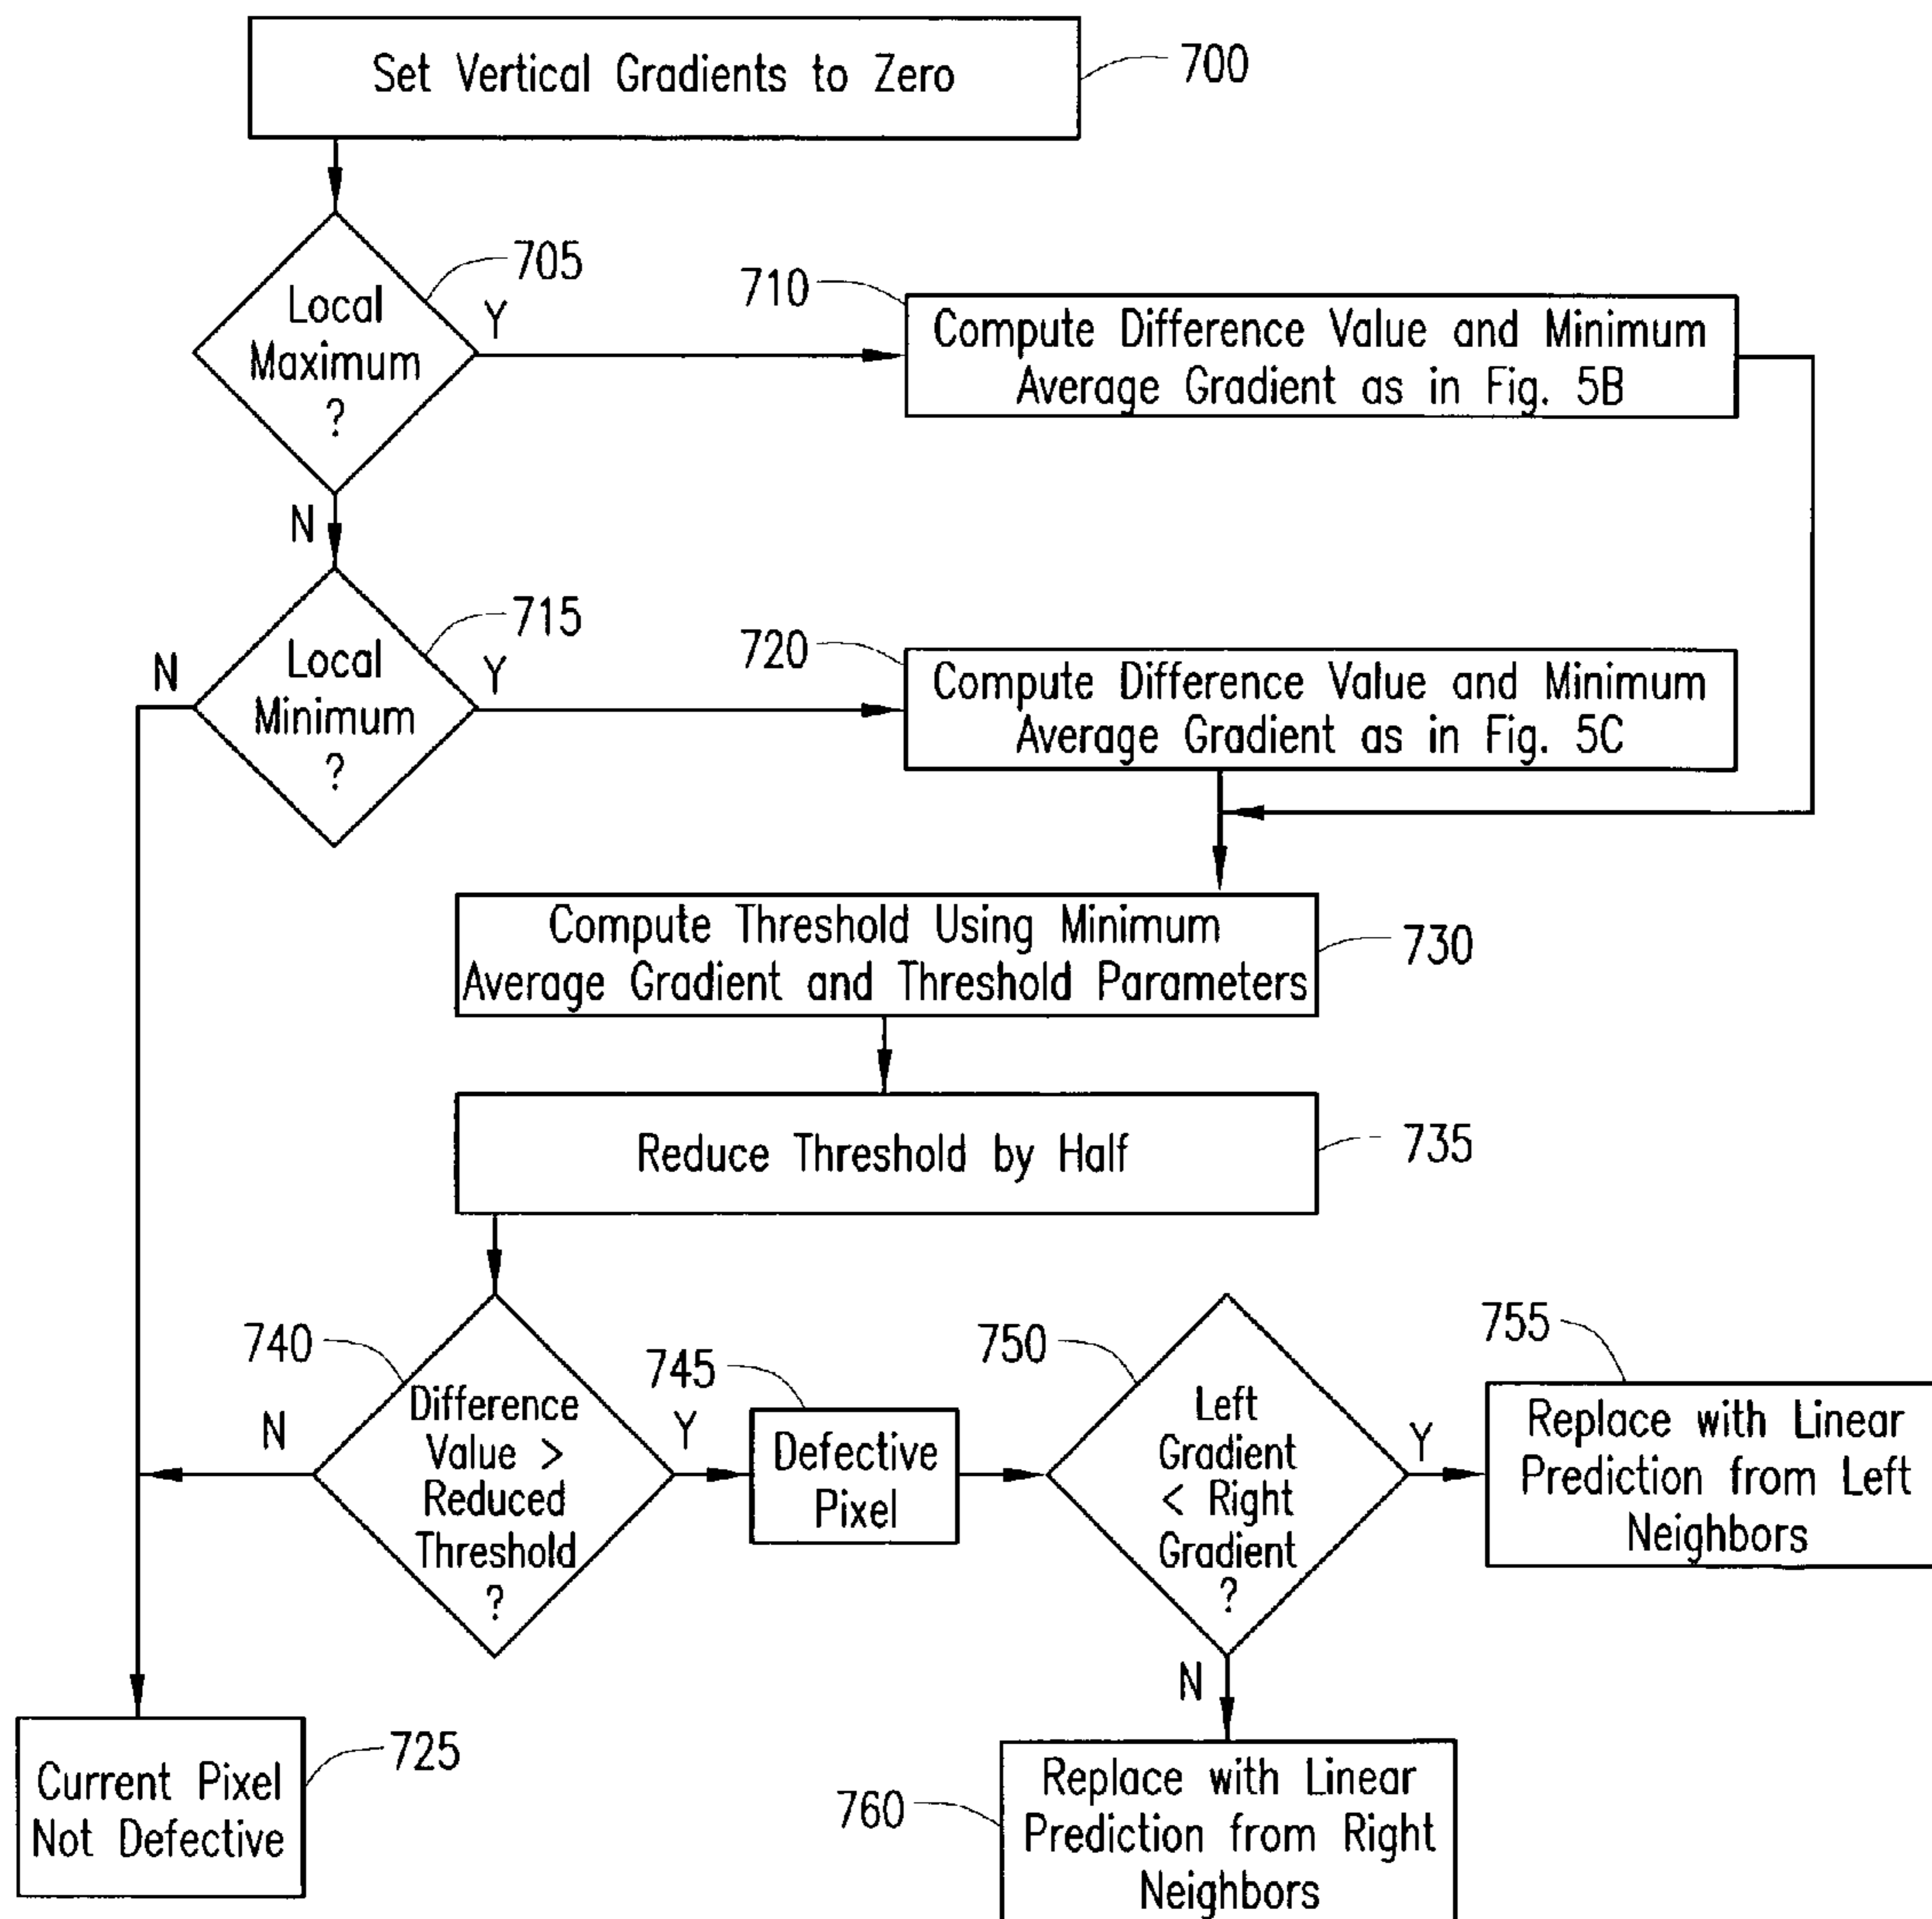 Set Vertical Gradients to Zero
700
Local
Maximum
?
705
Y
N
710
Compute Difference Value and Minimum
Average Gradient as in Fig. 5B
Local
Minimum
?
715
N
Y
720
Compute Difference Value and Minimum
Average Gradient as in Fig. 5C
Compute Threshold Using Minimum
Average Gradient and Threshold Parameters
730
Reduce Threshold by Half
735
740
Difference
Value >
Reduced
Threshold
?
N
Y
745
Defective
Pixel
750
Left
Gradient
< Right
Gradient
?
Y
N
755
Replace with Linear
Prediction from Left
Neighbors
Current Pixel
Not Defective
725
760
Replace with Linear
Prediction from Right
Neighbors